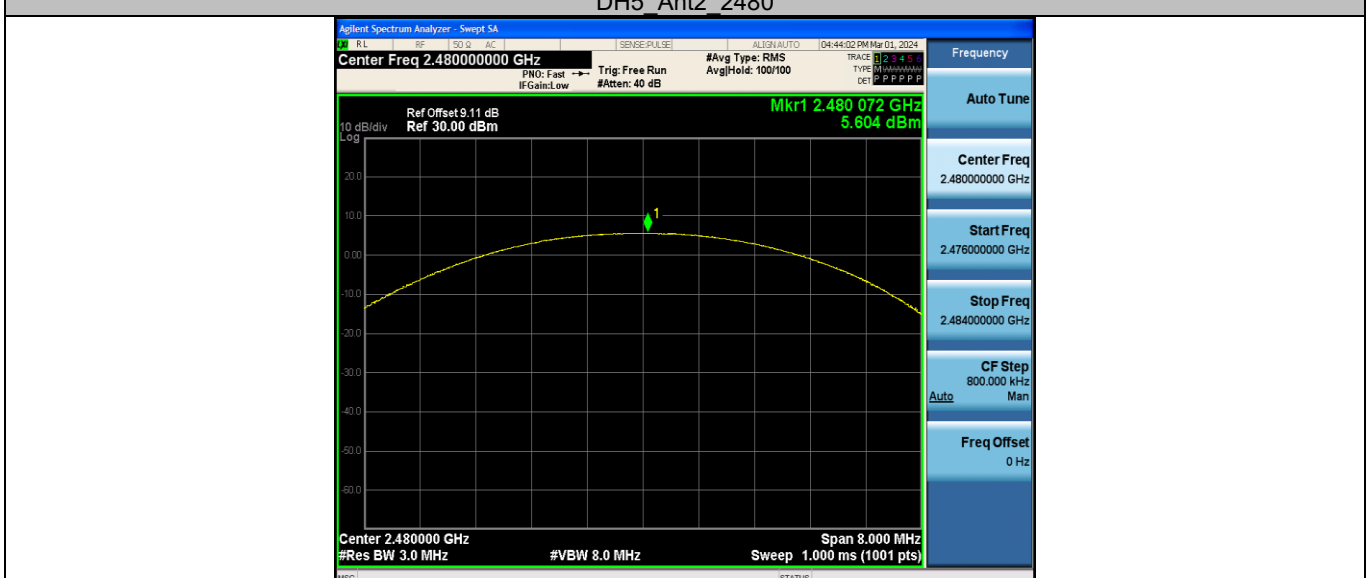 DH5_Ant2_2480
Agilent Spectrum Analyzer - Swept SA
RL RF 50 Ω AC SENSE:PULSE ALIGN AUTO 04:44:02 PM Mar 01, 2024
Center Freq 2.480000000 GHz
PNO: Fast
IFGain:Low
Trig: Free Run
#Atten: 40 dB
#Avg Type: RMS
Avg|Hold: 100/100
TRACE 1 2 3 4 5 6
TYPE M WWWWW
DET P P P P P P
Mkr1 2.480 072 GHz
5.604 dBm
Ref Offset 9.11 dB
10 dB/div Ref 30.00 dBm
Log
20.0
10.0
0.00
-10.0
-20.0
-30.0
-40.0
-50.0
-60.0
1
Center 2.480000 GHz Span 8.000 MHz
#Res BW 3.0 MHz #VBW 8.0 MHz Sweep 1.000 ms (1001 pts)
MSG STATUS
Frequency
Auto Tune
Center Freq
2.480000000 GHz
Start Freq
2.476000000 GHz
Stop Freq
2.484000000 GHz
CF Step
800.000 kHz
Auto Man
Freq Offset
0 Hz